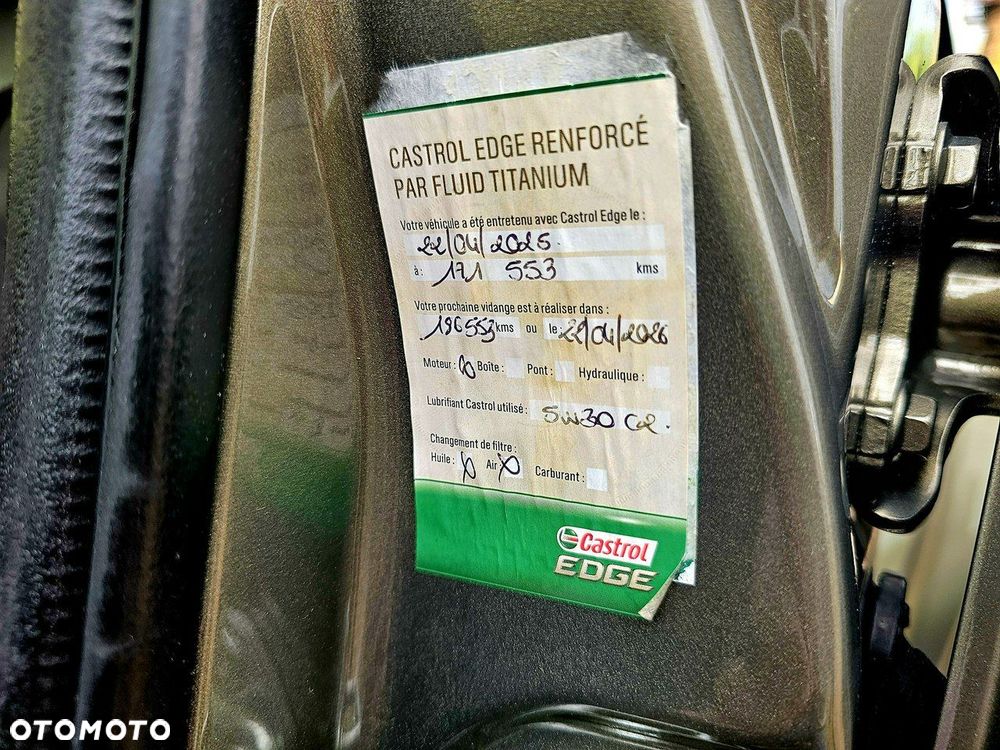 CASTROL EDGE RENFORCÉ
PAR FLUID TITANIUM
Votre véhicule a été entretenu avec Castrol Edge le :
22/04/2025.
à : 171 553 kms
Votre prochaine vidange est à réaliser dans :
196553 kms ou le : 22/04/2026
Moteur : Boîte : Pont : Hydraulique :
Lubrifiant Castrol utilisé : 5W30 C2.
Changement de filtre :
Huile : X Air : X Carburant :
Castrol
EDGE
OTOMOTO